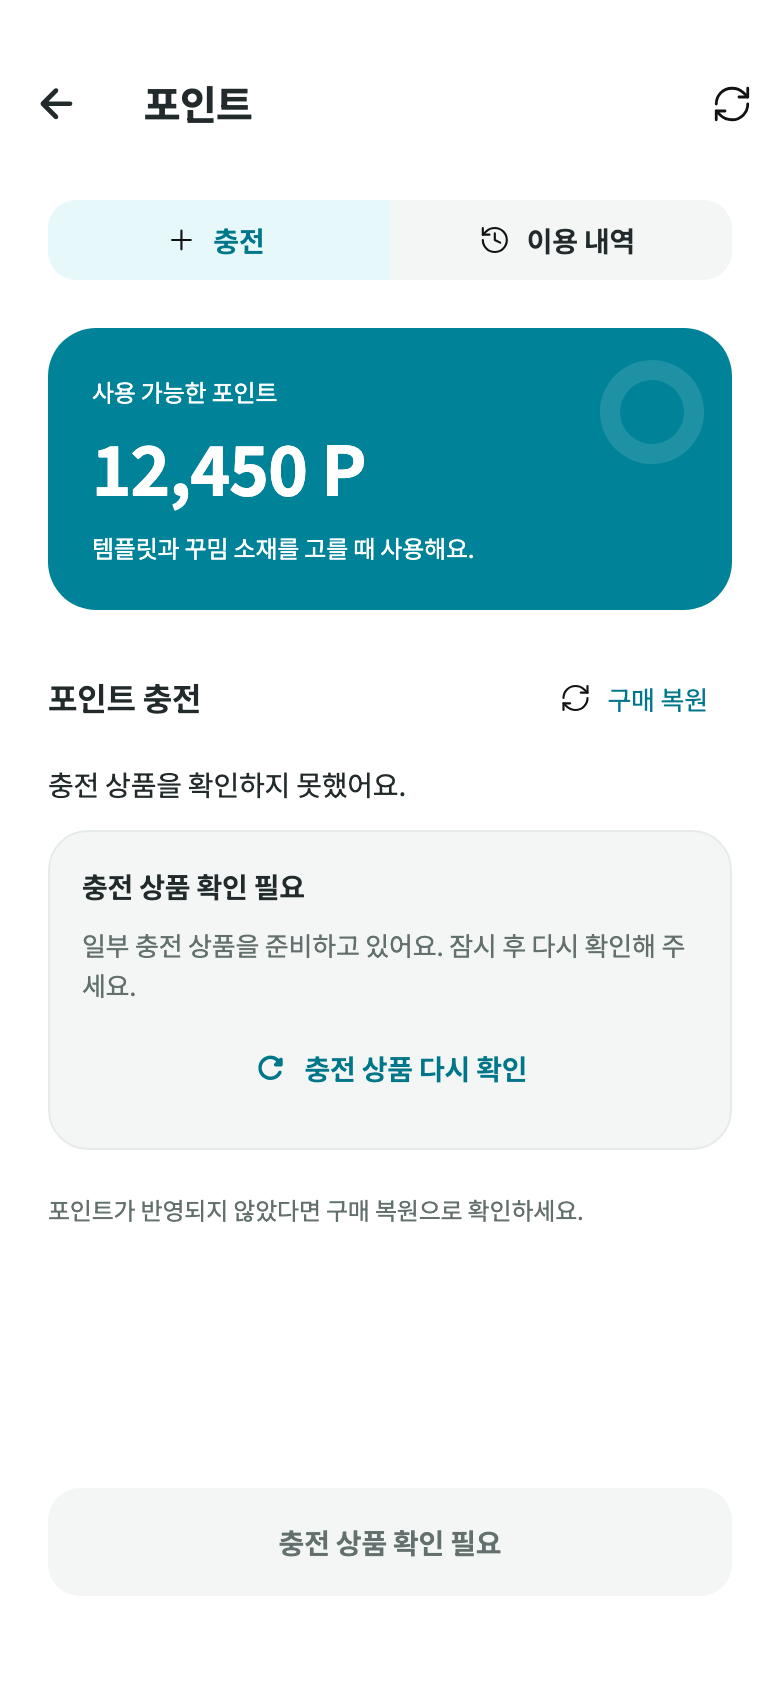 포인트
충전
이용 내역
사용 가능한 포인트
12,450 P
템플릿과 꾸밈 소재를 고를 때 사용해요.
포인트 충전
구매 복원
충전 상품을 확인하지 못했어요.
충전 상품 확인 필요
일부 충전 상품을 준비하고 있어요. 잠시 후 다시 확인해 주
세요.
충전 상품 다시 확인
포인트가 반영되지 않았다면 구매 복원으로 확인하세요.
충전 상품 확인 필요